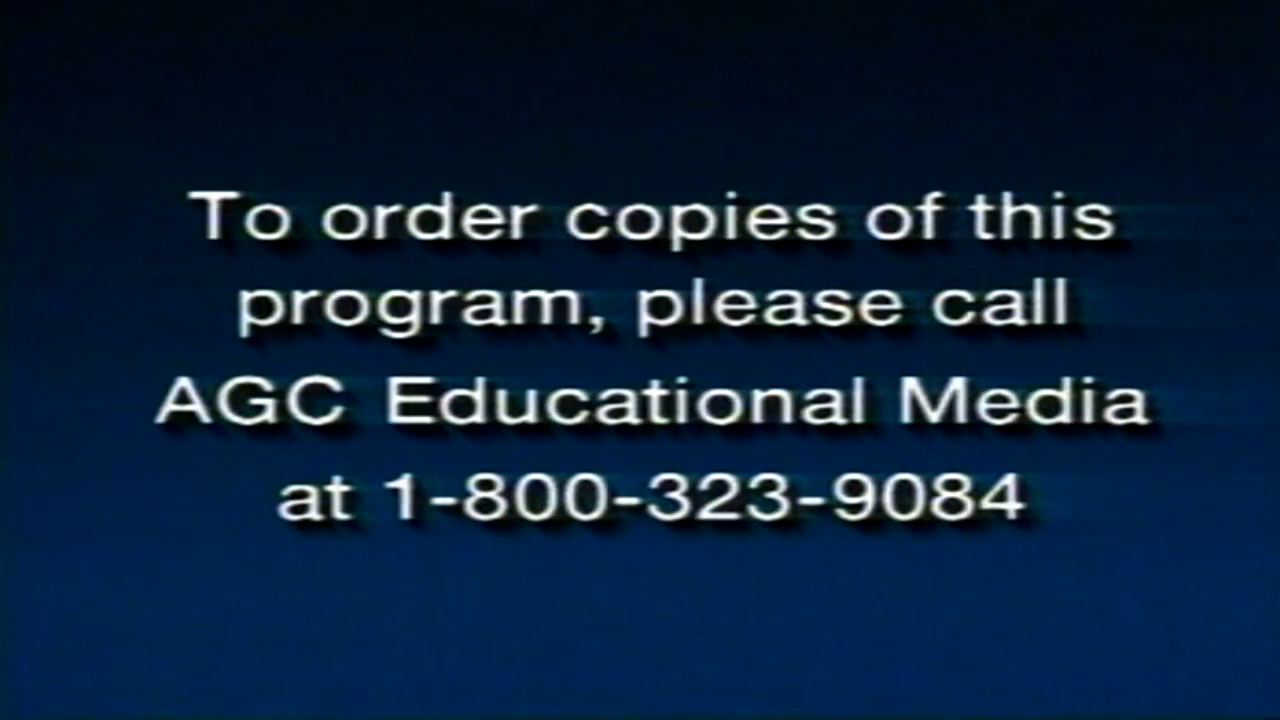 To order copies of this
program, please call
AGC Educational Media
at 1-800-323-9084